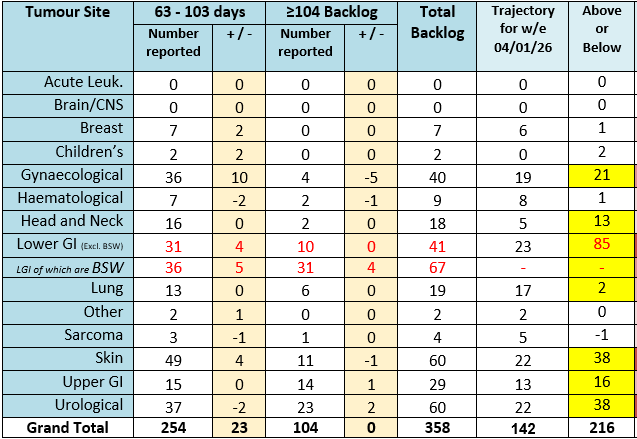 Tumour Site 63 - 103 days ≥104 Backlog Total Backlog Trajectory for w/e 04/01/26 Above or Below
Number reported + / - Number reported + / -
Acute Leuk. 0 0 0 0 0 0 0
Brain/CNS 0 0 0 0 0 0 0
Breast 7 2 0 0 7 6 1
Children's 2 2 0 0 2 0 2
Gynaecological 36 10 4 -5 40 19 21
Haematological 7 -2 2 -1 9 8 1
Head and Neck 16 0 2 0 18 5 13
Lower GI (Excl. BSW) 31 4 10 0 41 23 85
LGI of which are BSW 36 5 31 4 67 - -
Lung 13 0 6 0 19 17 2
Other 2 1 0 0 2 2 0
Sarcoma 3 -1 1 0 4 5 -1
Skin 49 4 11 -1 60 22 38
Upper GI 15 0 14 1 29 13 16
Urological 37 -2 23 2 60 22 38
Grand Total 254 23 104 0 358 142 216